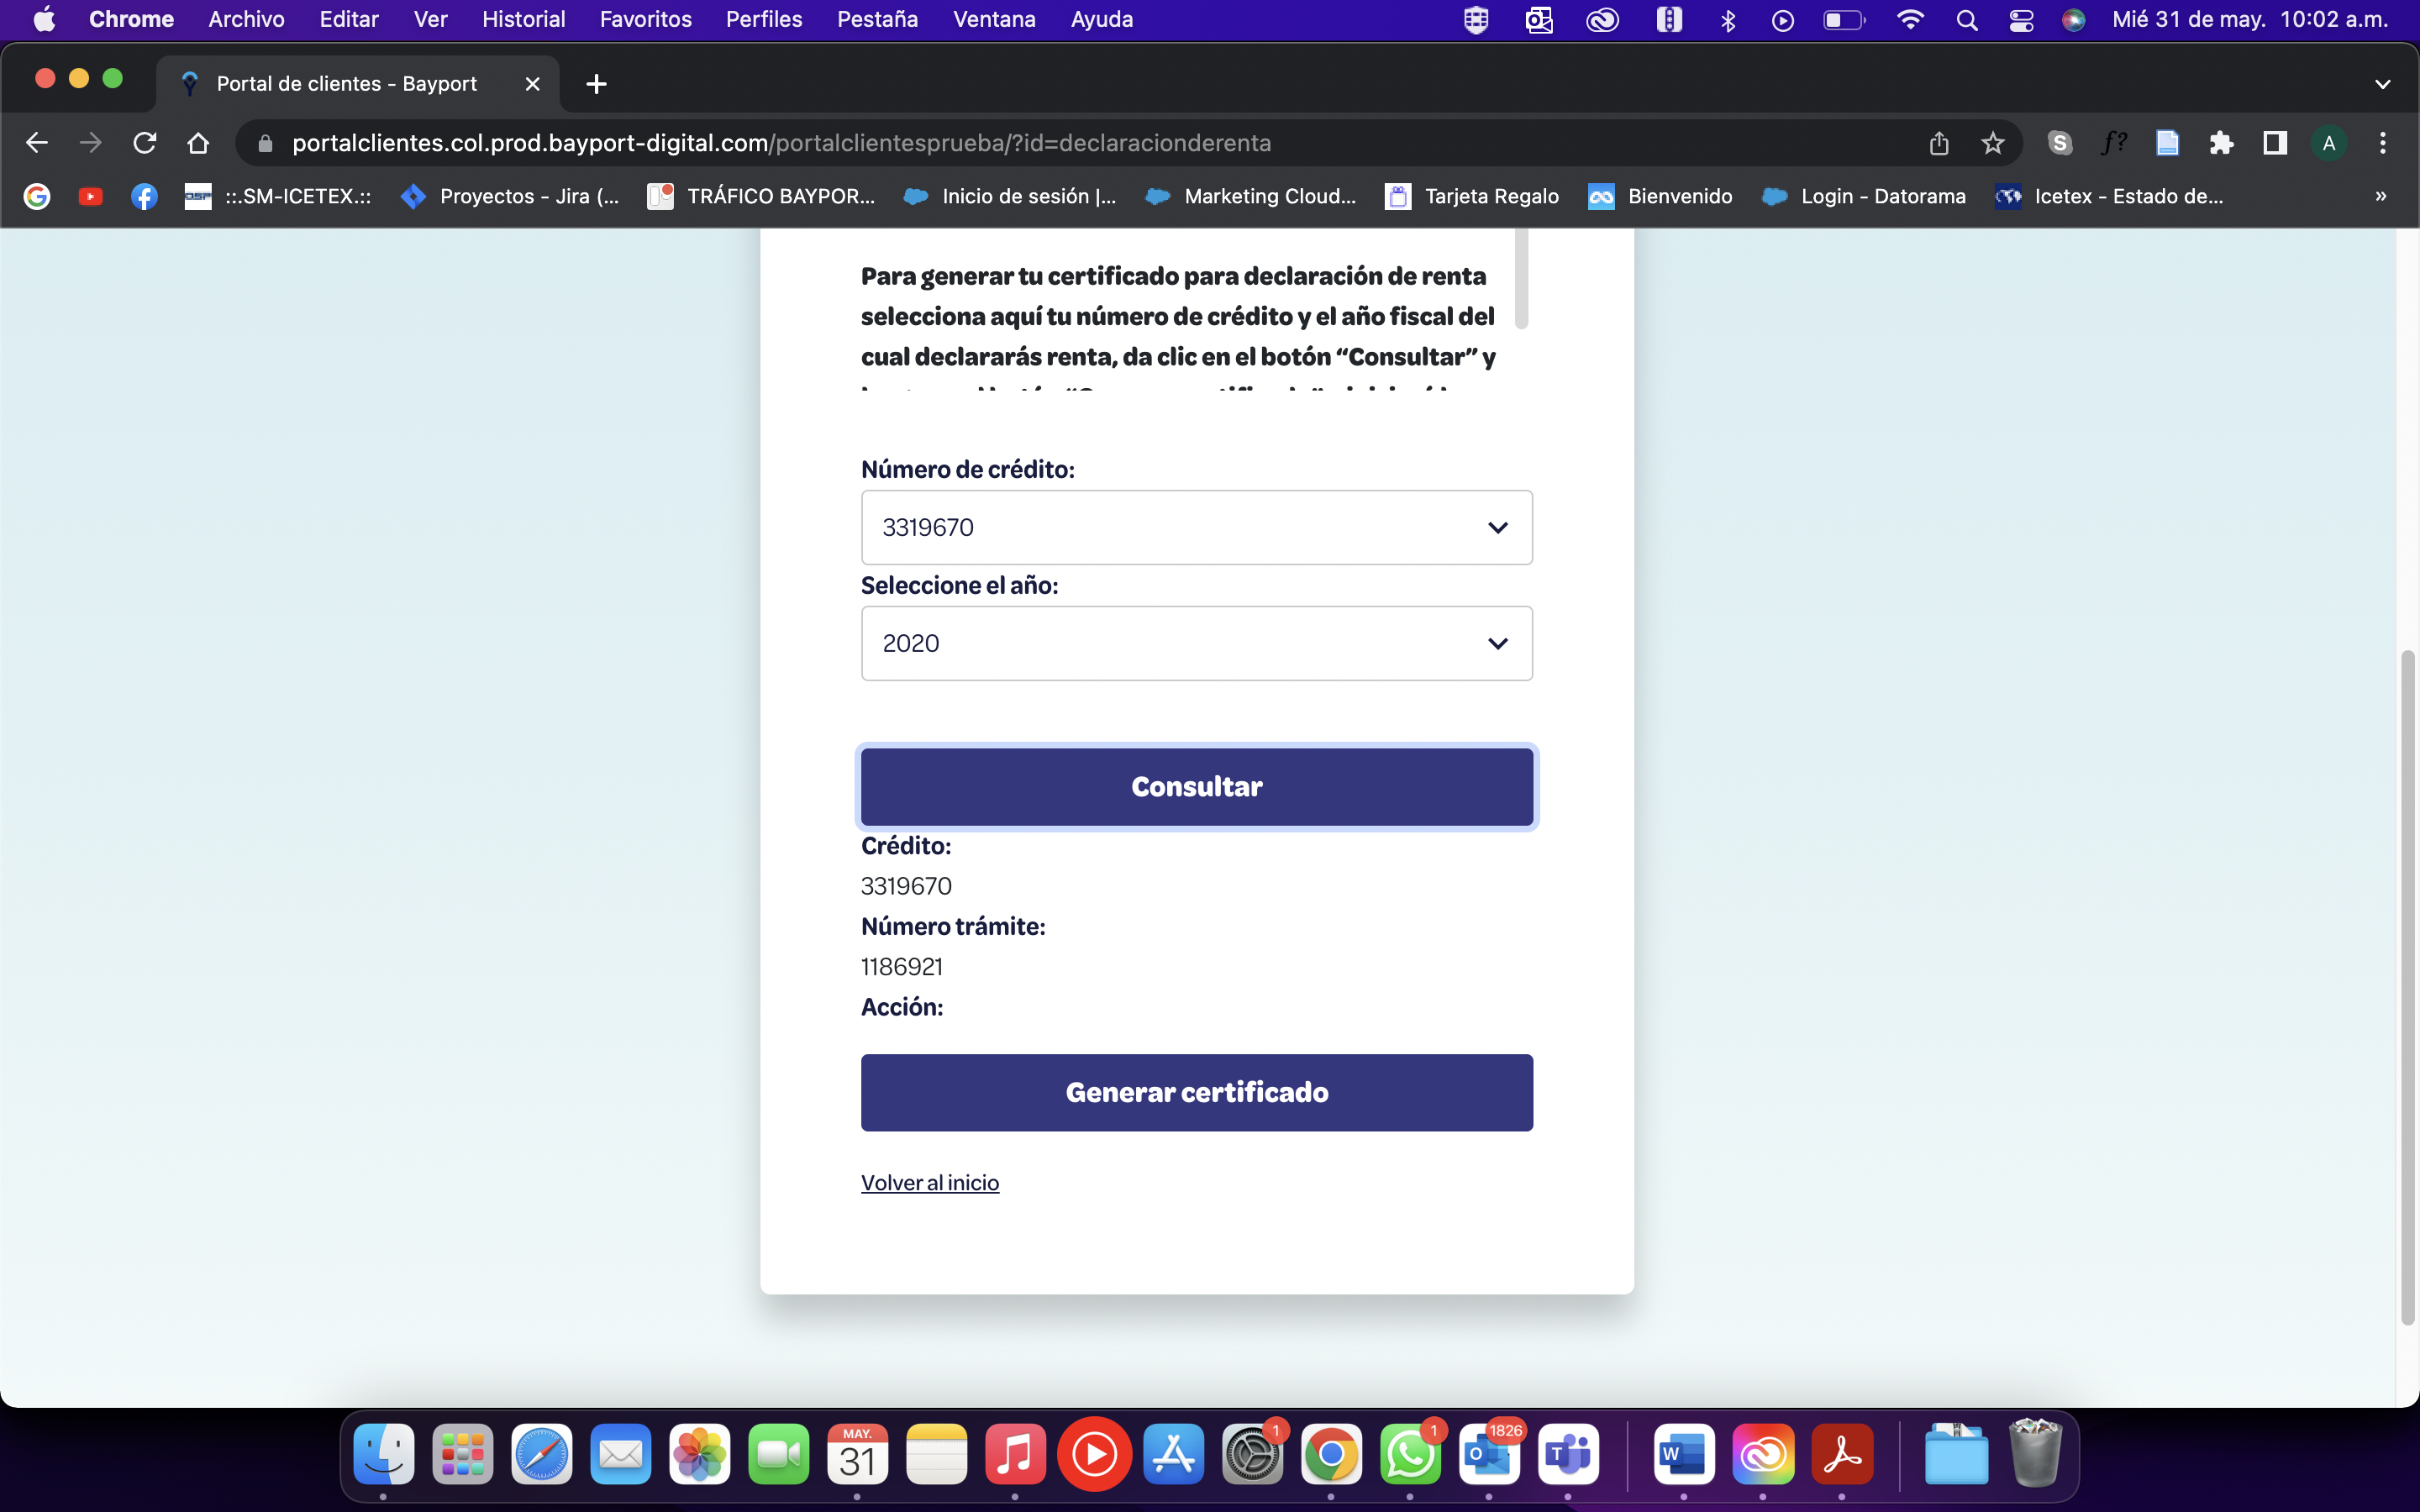 Chrome Archivo Editar Ver Historial Favoritos Perfiles Pestaña Ventana Ayuda Mié 31 de may. 10:02 a.m.
Portal de clientes - Bayport
portalclientes.col.prod.bayport-digital.com/portalclientesprueba/?id=declaracionderenta
S f? A
OSP ::.SM-ICETEX.:: Proyectos - Jira (... TRÁFICO BAYPOR... Inicio de sesión |... Marketing Cloud... Tarjeta Regalo Bienvenido Login - Datorama Icetex - Estado de... »
Para generar tu certificado para declaración de renta
selecciona aquí tu número de crédito y el año fiscal del
cual declararás renta, da clic en el botón “Consultar” y
Número de crédito:
3319670
Seleccione el año:
2020
Consultar
Crédito:
3319670
Número trámite:
1186921
Acción:
Generar certificado
Volver al inicio
MAY.
31
1
1
1826
O
T
W